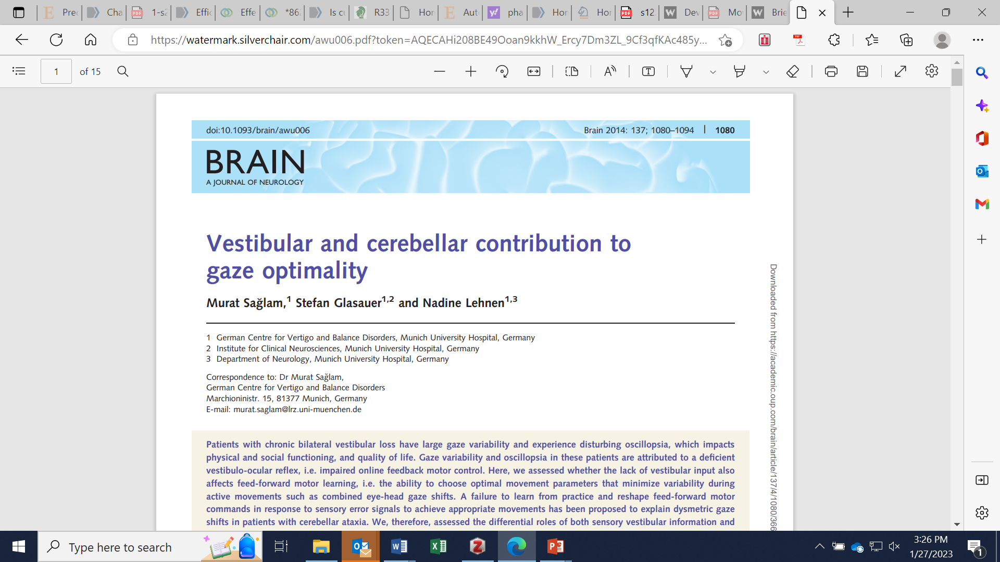 Prec
Cha
1-s2
Effic
Effe
*86
Is cu
R33
Hor
Aut
pha
Hor
Hor
s12
Dev
Mo
Brie
https://watermark.silverchair.com/awu006.pdf?token=AQECAHi208BE49Ooan9kkhW_Ercy7Dm3ZL_9Cf3qfKAc485y...
1 of 15
doi:10.1093/brain/awu006
Brain 2014: 137; 1080–1094 | 1080
BRAIN
A JOURNAL OF NEUROLOGY
Vestibular and cerebellar contribution to
gaze optimality
Murat Sağlam,1 Stefan Glasauer1,2 and Nadine Lehnen1,3
1 German Centre for Vertigo and Balance Disorders, Munich University Hospital, Germany
2 Institute for Clinical Neurosciences, Munich University Hospital, Germany
3 Department of Neurology, Munich University Hospital, Germany
Correspondence to: Dr Murat Sağlam,
German Centre for Vertigo and Balance Disorders
Marchioninistr. 15, 81377 Munich, Germany
E-mail: murat.saglam@lrz.uni-muenchen.de
Patients with chronic bilateral vestibular loss have large gaze variability and experience disturbing oscillopsia, which impacts
physical and social functioning, and quality of life. Gaze variability and oscillopsia in these patients are attributed to a deficient
vestibulo-ocular reflex, i.e. impaired online feedback motor control. Here, we assessed whether the lack of vestibular input also
affects feed-forward motor learning, i.e. the ability to choose optimal movement parameters that minimize variability during
active movements such as combined eye-head gaze shifts. A failure to learn from practice and reshape feed-forward motor
commands in response to sensory error signals to achieve appropriate movements has been proposed to explain dysmetric gaze
shifts in patients with cerebellar ataxia. We, therefore, assessed the differential roles of both sensory vestibular information and
Downloaded from https://academic.oup.com/brain/article/137/4/1080/366
Type here to search
3:26 PM
1/27/2023
1